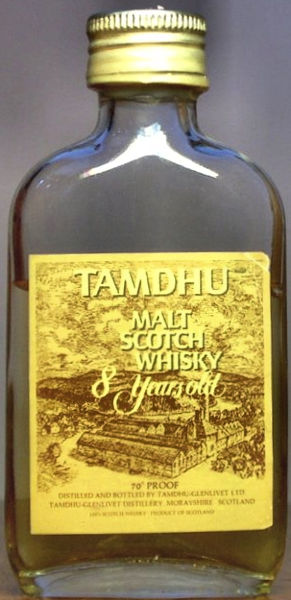 TAMDHU
MALT
SCOTCH
WHISKY
8 Years old
70° PROOF
DISTILLED AND BOTTLED BY TAMDHU-GLENLIVET LTD.
TAMDHU-GLENLIVET DISTILLERY MORAYSHIRE SCOTLAND
100% SCOTCH WHISKY · PRODUCT OF SCOTLAND